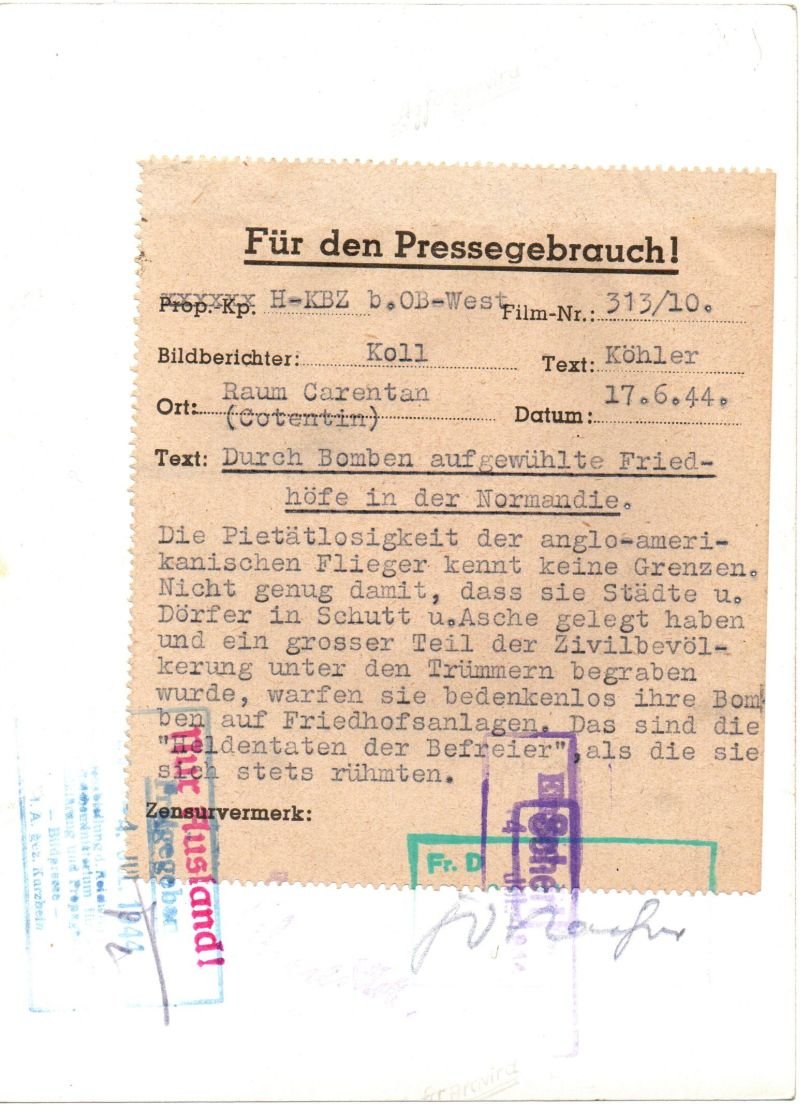 Für den Pressegebrauch!
Prop.-Kp. H-KBZ b.OB-West Film-Nr.: 313/10.
Bildberichter: Koll Text: Köhler
Ort: Raum Carentan
(Cotentin) Datum: 17.6.44.
Text: Durch Bomben aufgewühlte Fried-
höfe in der Normandie.
Die Pietätlosigkeit der anglo-ameri-
kanischen Flieger kennt keine Grenzen.
Nicht genug damit, dass sie Städte u.
Dörfer in Schutt u.Asche gelegt haben
und ein grosser Teil der Zivilbevöl-
kerung unter den Trümmern begraben
wurde, warfen sie bedenkenlos ihre Bom-
ben auf Friedhofsanlagen. Das sind die
"Heldentaten der Befreier",als die sie
sich stets rühmten.
Zensurvermerk:
Nur Ausland!
1944
I. A. gez. Kurzbein
Scherl
Fr. D